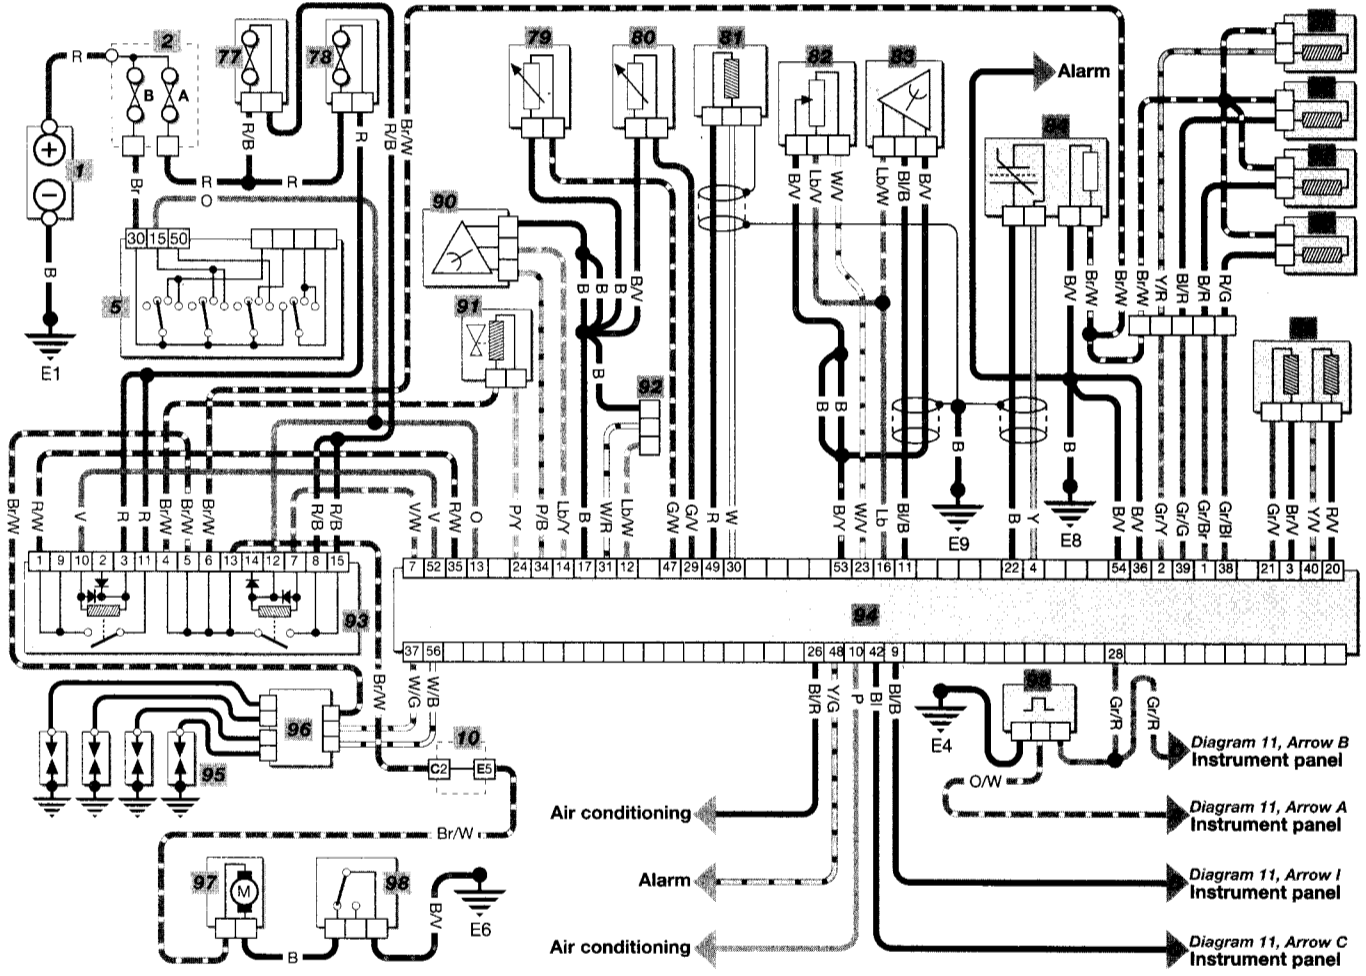 R
2
B
A
77
78
R/B
R
R/B
Br/W
79
80
81
82
83
Alarm
1
Br
R
R
O
B
E1
30 15 50
5
90
91
92
B
B
B
B/V
B
B/V
Lb/V
W/V
Lb/W
Bl/B
B/V
B/V
Br/W
Br/W
Br/W
Y/R
Bl/R
B/R
R/G
B
B
B
B
E9
E8
Br/W
R/W
V
R
R
Br/W
Br/W
Br/W
R/B
R/B
V/W
V
R/W
O
P/Y
P/B
Lb/Y
B
W/R
Lb/W
G/W
G/V
R
W
B/Y
W/V
Lb
Bl/B
B
Y
B/V
B/V
Gr/Y
Gr/G
Gr/Br
Gr/Bl
Gr/V
Br/V
Y/V
R/V
1 9 10 2 3 11 4 5 6 13 14 12 7 8 15
7 52 35 13 24 34 14 17 31 12 47 29 49 30 53 23 16 11 22 4 54 36 2 39 1 38 21 3 40 20
93
94
37 56
26 48 10 42 9
28
Br/W
W/G
W/B
Bl/R
Y/G
P
Bl
Bl/B
Gr/R
Gr/R
96
95
10
C2
E5
E4
O/W
Diagram 11, Arrow B
Instrument panel
Air conditioning
Diagram 11, Arrow A
Instrument panel
Br/W
97
M
98
B/V
E6
Alarm
Diagram 11, Arrow I
Instrument panel
B
Air conditioning
Diagram 11, Arrow C
Instrument panel